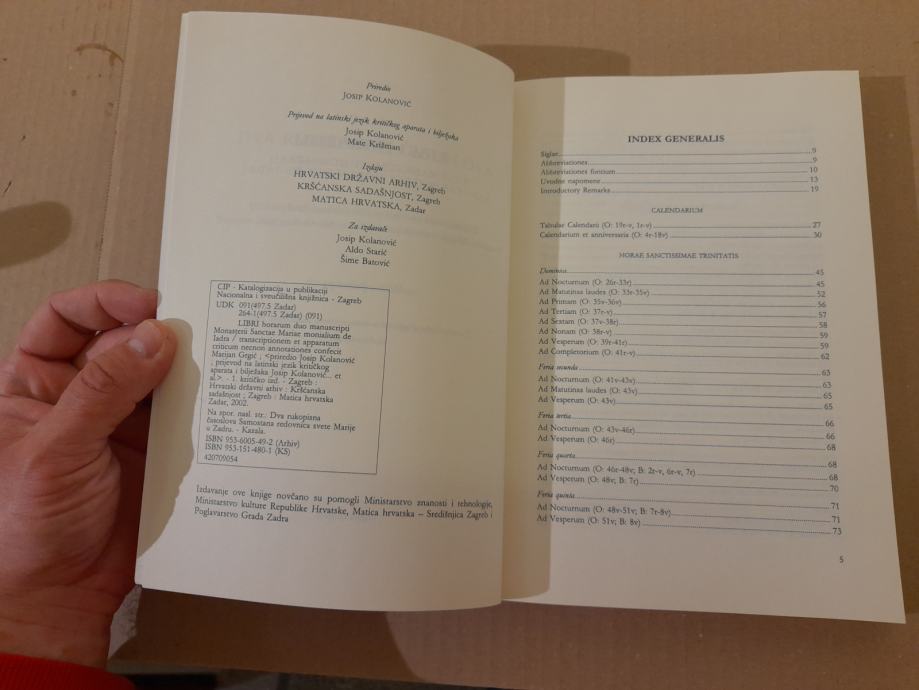 Priredio
JOSIP KOLANOVIĆ
Prijevod na latinski jezik kritičkog aparata i bilježaka
Josip Kolanović
Mate Križman
Izdaju
HRVATSKI DRŽAVNI ARHIV, Zagreb
KRŠĆANSKA SADAŠNJOST, Zagreb
MATICA HRVATSKA, Zadar
Za izdavače
Josip Kolanović
Aldo Starić
Šime Batović
CIP - Katalogizacija u publikaciji
Nacionalna i sveučilišna knjižnica - Zagreb
UDK 091(497.5 Zadar)
264-1(497.5 Zadar) (091)
LIBRI horarum duo manuscripti
Monasterii Sanctae Mariae monialium de
Iadra / transcriptionem et apparatum
criticum necnon annotationes confecit
Marijan Grgić ; <priredio Josip Kolanović
; prijevod na latinski jezik kritičkog
aparata i bilježaka Josip Kolanović... et
al.>. - 1. kritičko izd. - Zagreb :
Hrvatski državni arhiv : Kršćanska
sadašnjost ; Zagreb : Matica hrvatska
Zadar, 2002.
Na spor. nasl. str.: Dva rukopisna
časoslova Samostana redovnica svete Marije
u Zadru. - Kazala.
ISBN 953-6005-49-2 (Arhiv)
ISBN 953-151-480-1 (KS)
420709054
Izdavanje ove knjige novčano su pomogli Ministarstvo znanosti i tehnologije,
Ministarstvo kulture Republike Hrvatske, Matica hrvatska – Središnjica Zagreb i
Poglavarstvo Grada Zadra
INDEX GENERALIS
Siglae 9
Abbreviationes 9
Abbreviationes fontium 10
Uvodne napomene 13
Introductory Remarks 19
CALENDARIUM
Tabulae Calendarii (O: 19r-v, 1r-v) 27
Calendarium et anniversaria (O: 4r-18v) 30
HORAE SANCTISSIMAE TRINITATIS
Dominica 45
Ad Nocturnum (O: 26r-33r) 45
Ad Matutinas laudes (O: 33r-35v) 52
Ad Primam (O: 35v-36v) 56
Ad Tertiam (O: 37r-v) 57
Ad Sextam (O: 37v-38r) 58
Ad Nonam (O: 38r-v) 59
Ad Vesperum (O: 39r-41r) 59
Ad Completorium (O: 41r-v) 62
Feria secunda 63
Ad Nocturnum (O: 41v-43v) 63
Ad Matutinas laudes (O: 43v) 65
Ad Vesperum (O: 43v) 65
Feria tertia 66
Ad Nocturnum (O: 43v-46r) 66
Ad Vesperum (O: 46r) 68
Feria quarta 68
Ad Nocturnum (O: 46r-48v; B: 2r-v, 6r-v, 7r) 68
Ad Vesperum (O: 48v; B: 7r) 70
Feria quinta 71
Ad Nocturnum (O: 48v-51v; B: 7r-8v) 71
Ad Vesperum (O: 51v; B: 8v) 73
5